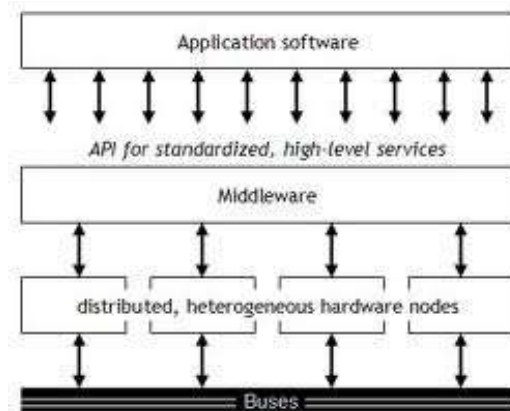 Application software
API for standardized, high-level services
Middleware
distributed, heterogeneous hardware nodes
Buses